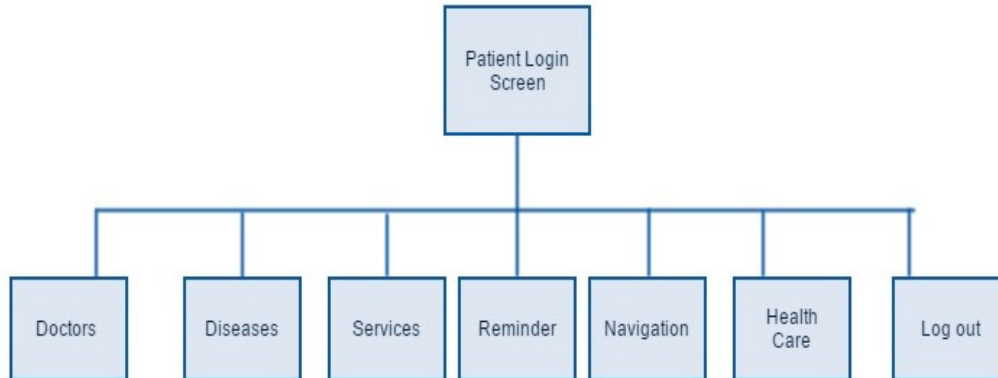 Patient Login
Screen
Doctors
Diseases
Services
Reminder
Navigation
Health
Care
Log out